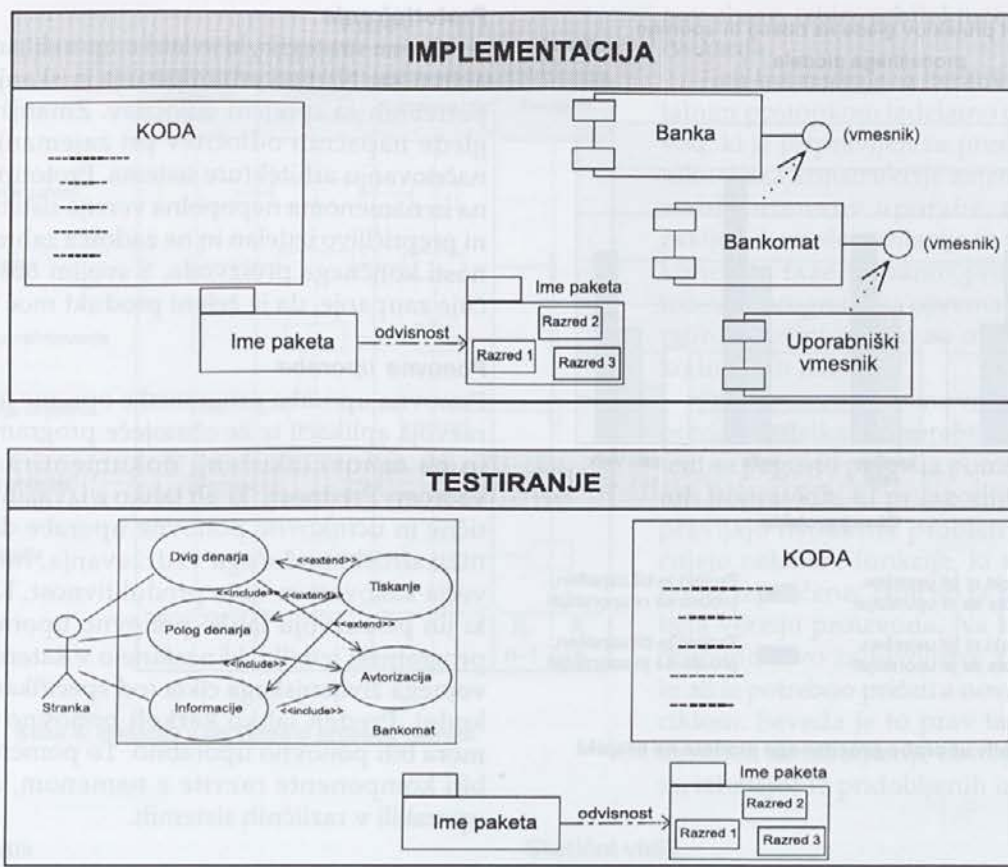 IMPLEMENTACIJA
KODA
Banka
(vmesnik)
Bankomat
(vmesnik)
Uporabniški
vmesnik
Ime paketa
odvisnost
Ime paketa
Razred 2
Razred 1
Razred 3
TESTIRANJE
Dvig denarja
<<extend>>
Tiskanje
<<include>>
<<extend>>
<<extend>>
Polog denarja
<<include>>
Avtorizacija
Informacije
<<include>>
Stranka
Bankomat
KODA
Ime paketa
odvisnost
Ime paketa
Razred 2
Razred 1
Razred 3